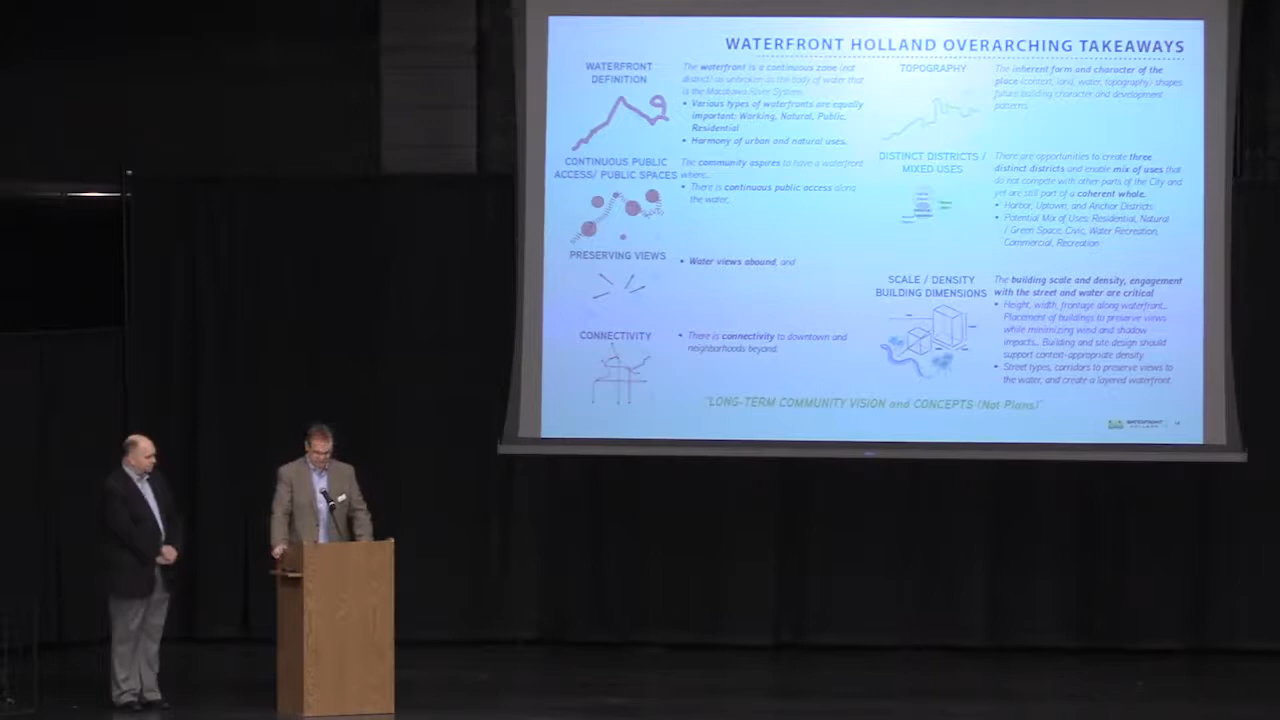 WATERFRONT HOLLAND OVERARCHING TAKEAWAYS
WATERFRONT
DEFINITION
The waterfront is a continuous zone (not
district) as unbroken as the body of water that
is the Macatawa River System.
• Various types of waterfronts are equally
important: Working, Natural, Public,
Residential
• Harmony of urban and natural uses.
CONTINUOUS PUBLIC
ACCESS/ PUBLIC SPACES
The community aspires to have a waterfront
where...
• There is continuous public access along
the water,
PRESERVING VIEWS
• Water views abound, and
CONNECTIVITY
• There is connectivity to downtown and
neighborhoods beyond.
TOPOGRAPHY
The inherent form and character of the
place (context, land, water, topography) shapes
future building character and development
patterns.
DISTINCT DISTRICTS /
MIXED USES
There are opportunities to create three
distinct districts and enable mix of uses that
do not compete with other parts of the City and
yet are still part of a coherent whole.
• Harbor, Uptown, and Anchor Districts
• Potential Mix of Uses: Residential, Natural
/ Green Space, Civic, Water Recreation,
Commercial, Recreation
SCALE / DENSITY
BUILDING DIMENSIONS
The building scale and density, engagement
with the street and water are critical
• Height, width, frontage along waterfront...
Placement of buildings to preserve views
while minimizing wind and shadow
impacts... Building and site design should
support context-appropriate density.
• Street types, corridors to preserve views to
the water, and create a layered waterfront.
"LONG-TERM COMMUNITY VISION and CONCEPTS (Not Plans)"
WATERFRONT
HOLLAND